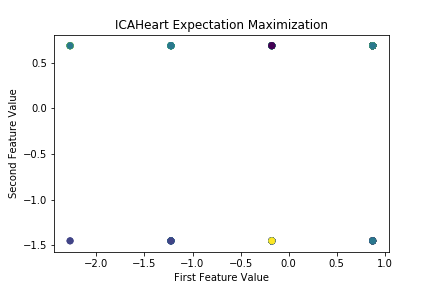 ICAHeart Expectation Maximization
Second Feature Value
0.5
0.0
−0.5
−1.0
−1.5
−2.0 −1.5 −1.0 −0.5 0.0 0.5 1.0
First Feature Value